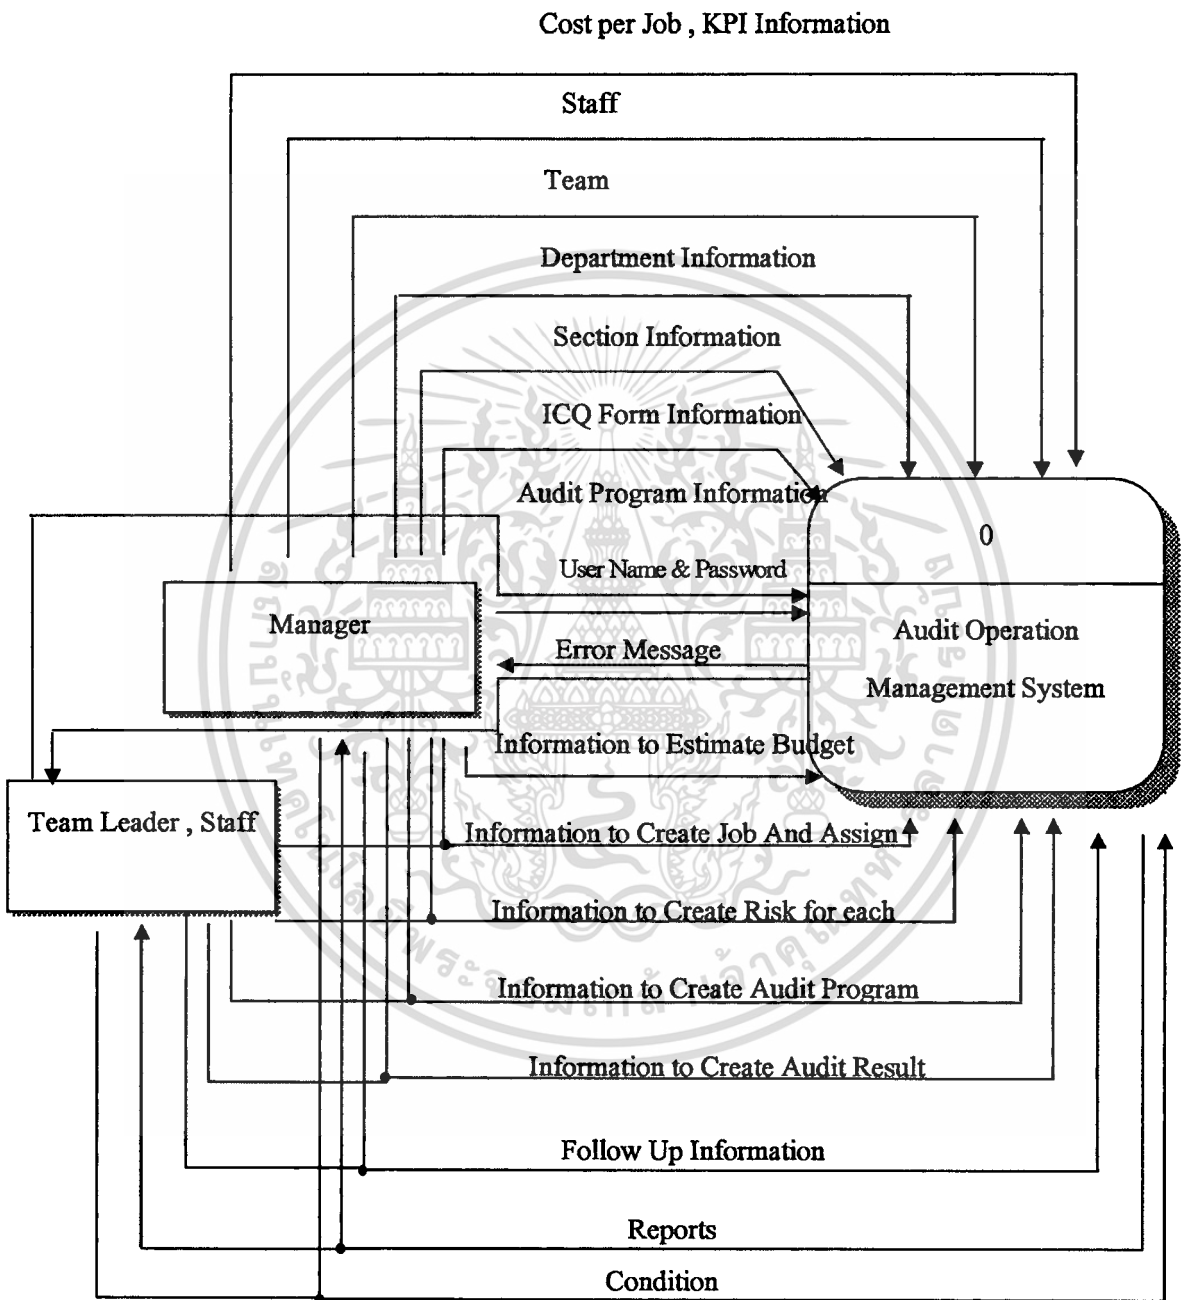 Cost per Job , KPI Information
Staff
Team
Department Information
Section Information
ICQ Form Information
Audit Program Information
0
User Name & Password
Manager
Audit Operation
Management System
Error Message
Information to Estimate Budget
Team Leader , Staff
Information to Create Job And Assign
Information to Create Risk for each
Information to Create Audit Program
Information to Create Audit Result
Follow Up Information
Reports
Condition